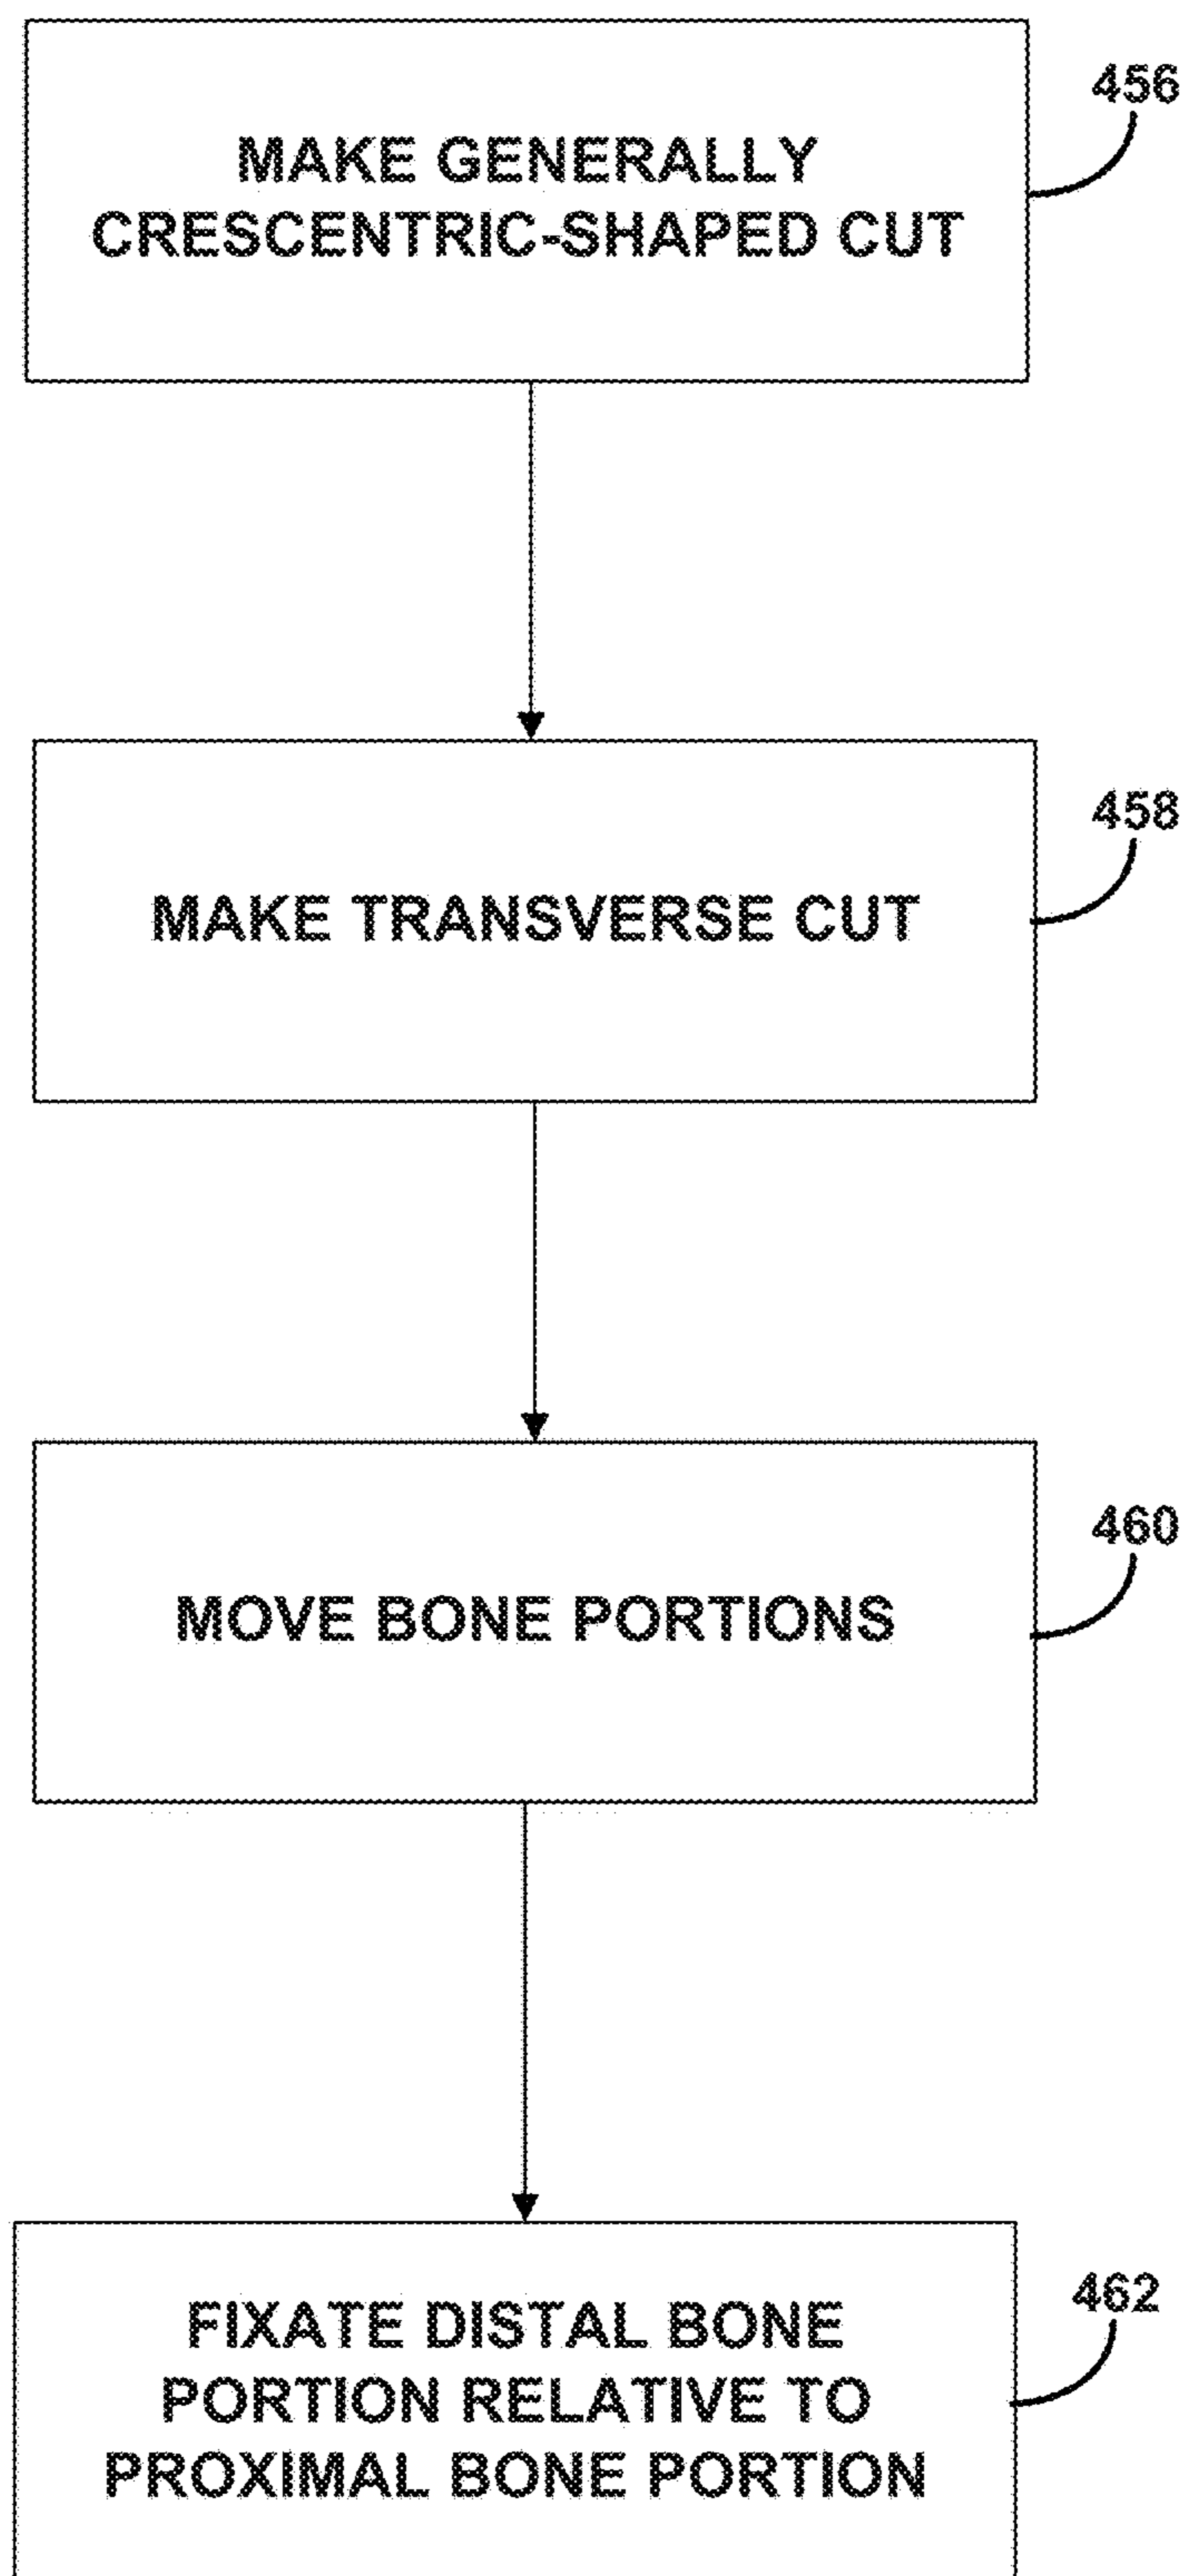 456
MAKE GENERALLY
CRESCENTRIC-SHAPED CUT
458
MAKE TRANSVERSE CUT
460
MOVE BONE PORTIONS
462
FIXATE DISTAL BONE
PORTION RELATIVE TO
PROXIMAL BONE PORTION